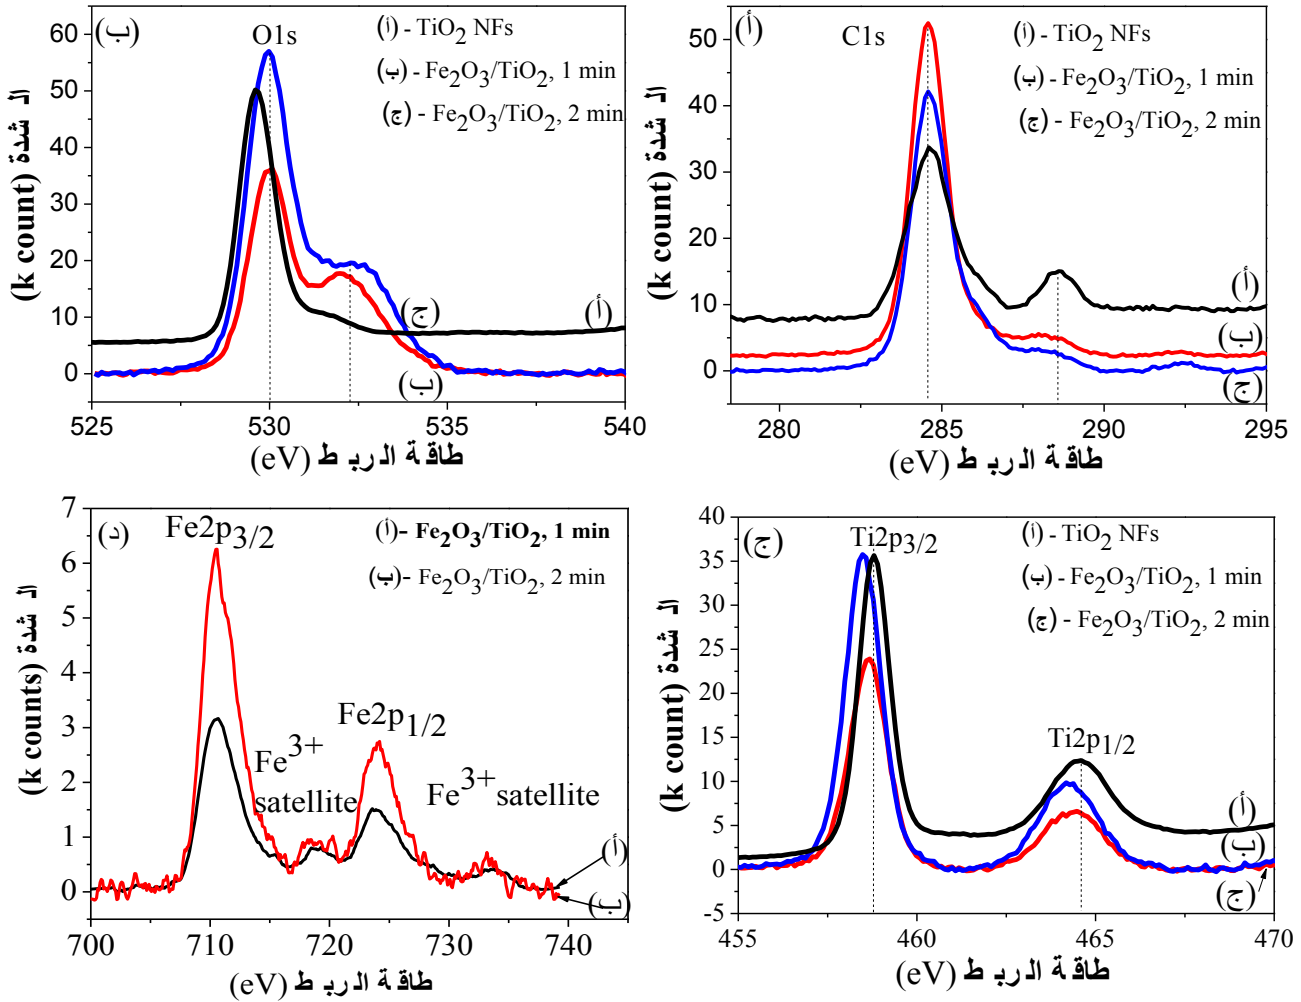 (ب)
O1s
(أ) - TiO2 NFs
(ب) - Fe2O3/TiO2, 1 min
(ج) - Fe2O3/TiO2, 2 min
60
50
40
30
20
10
0
(أ)
(ج)
(ب)
525 530 535 540
الشدة (k count)
طاقة الربط (eV)
(أ)
C1s
(أ) - TiO2 NFs
(ب) - Fe2O3/TiO2, 1 min
(ج) - Fe2O3/TiO2, 2 min
50
40
30
20
10
0
(أ)
(ب)
(ج)
280 285 290 295
الشدة (k count)
طاقة الربط (eV)
(د)
Fe2p3/2
(أ)- Fe2O3/TiO2, 1 min
(ب)- Fe2O3/TiO2, 2 min
Fe2p1/2
Fe3+
satellite
Fe3+ satellite
7
6
5
4
3
2
1
0
(أ)
(ب)
700 710 720 730 740
الشدة (k counts)
طاقة الربط (eV)
(ج)
Ti2p3/2
(أ) - TiO2 NFs
(ب) - Fe2O3/TiO2, 1 min
(ج) - Fe2O3/TiO2, 2 min
Ti2p1/2
40
35
30
25
20
15
10
5
0
-5
(أ)
(ب)
(ج)
455 460 465 470
الشدة (k count)
طاقة الربط (eV)